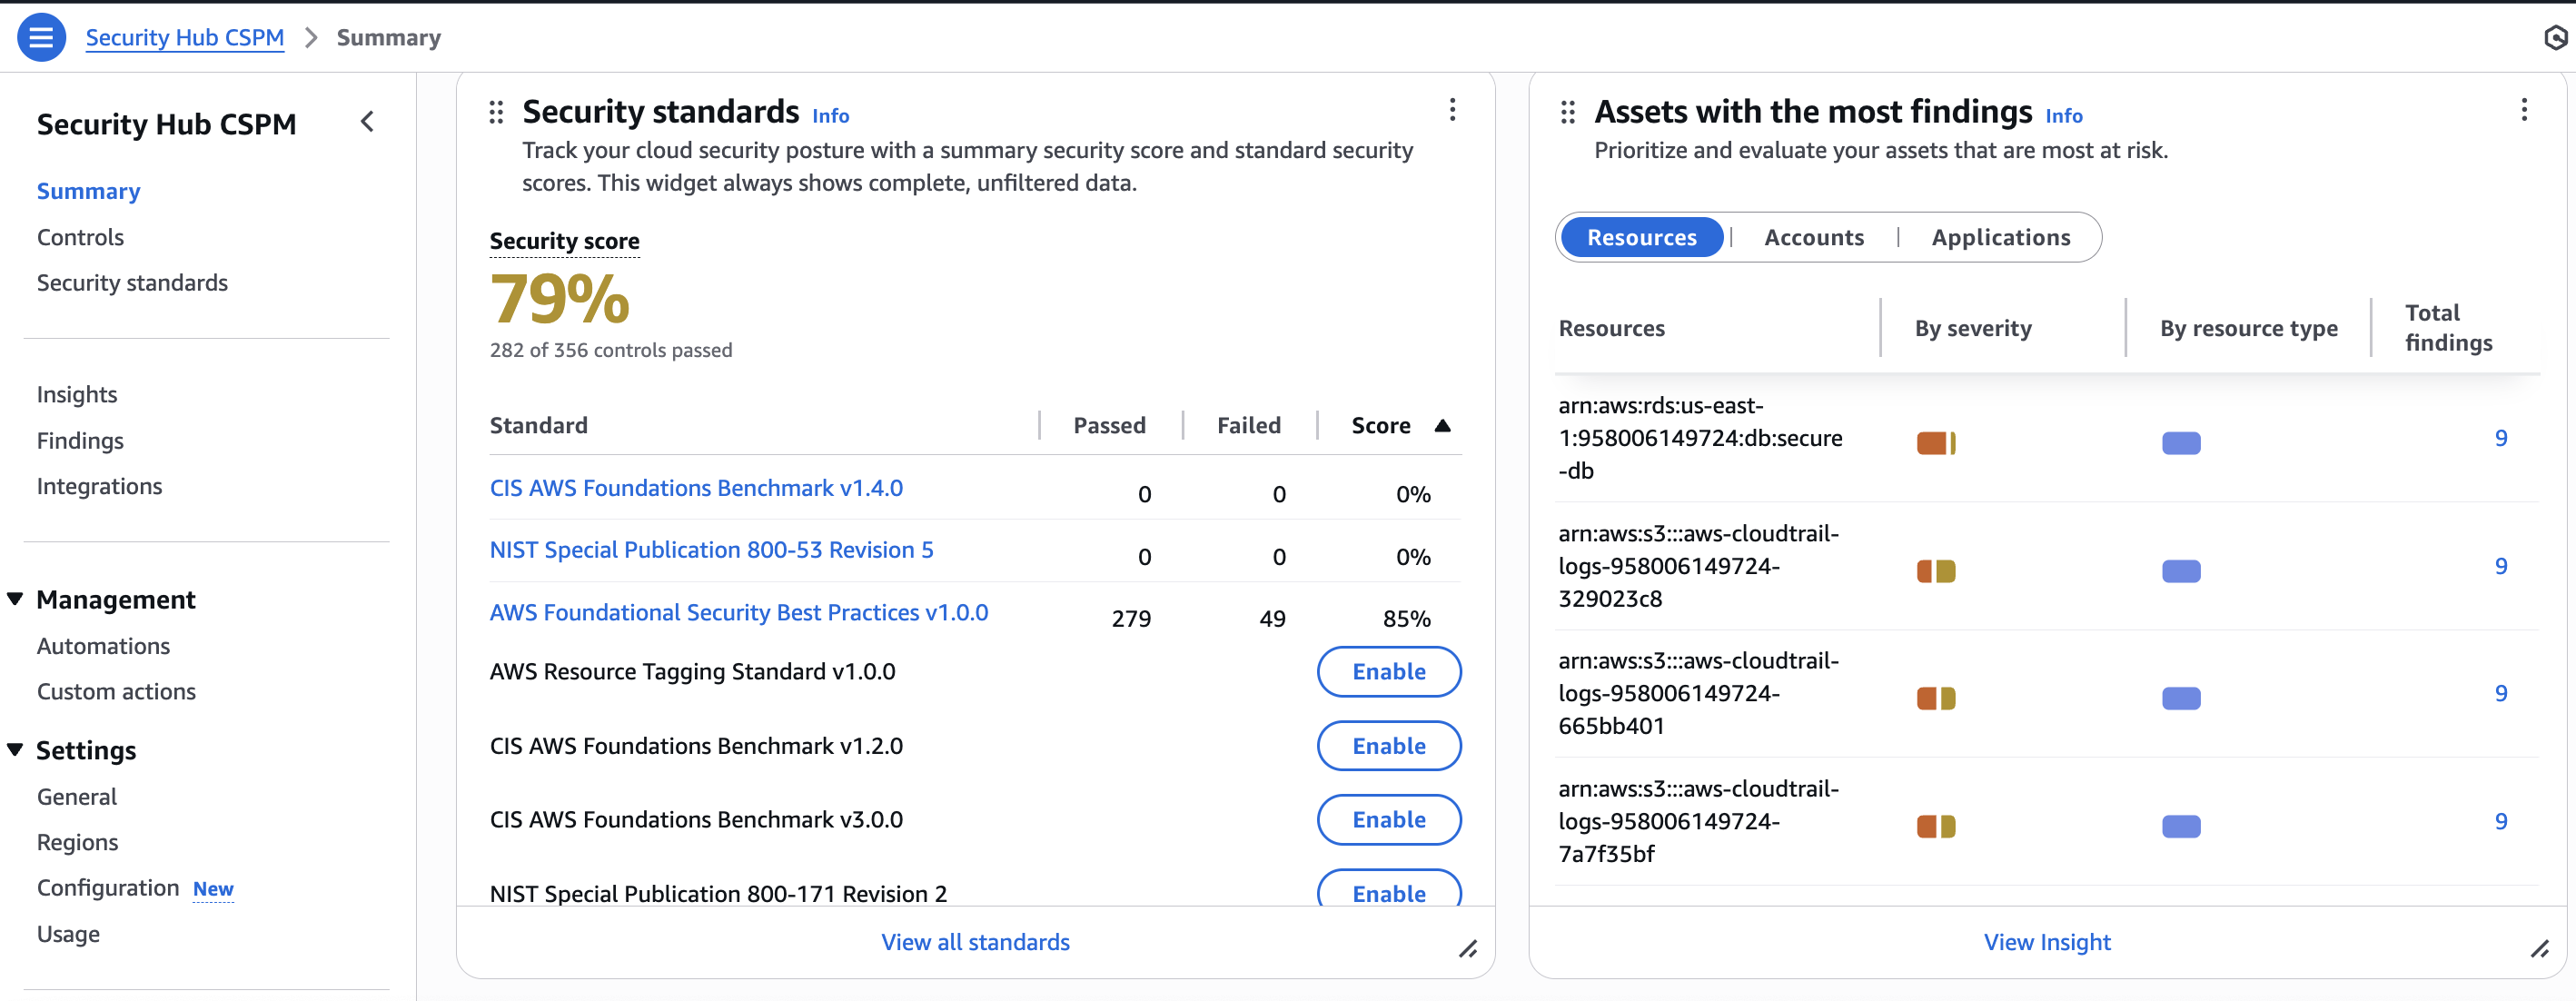 Security Hub CSPM > Summary
Security Hub CSPM
Summary
Controls
Security standards
Insights
Findings
Integrations
Management
Automations
Custom actions
Settings
General
Regions
Configuration New
Usage
Security standards Info
Track your cloud security posture with a summary security score and standard security
scores. This widget always shows complete, unfiltered data.
Security score
79%
282 of 356 controls passed
Standard Passed Failed Score
CIS AWS Foundations Benchmark v1.4.0 0 0 0%
NIST Special Publication 800-53 Revision 5 0 0 0%
AWS Foundational Security Best Practices v1.0.0 279 49 85%
AWS Resource Tagging Standard v1.0.0 Enable
CIS AWS Foundations Benchmark v1.2.0 Enable
CIS AWS Foundations Benchmark v3.0.0 Enable
NIST Special Publication 800-171 Revision 2 Enable
View all standards
Assets with the most findings Info
Prioritize and evaluate your assets that are most at risk.
Resources | Accounts | Applications
Resources By severity By resource type Total
findings
arn:aws:rds:us-east-
1:958006149724:db:secure 9
-db
arn:aws:s3:::aws-cloudtrail-
logs-958006149724- 9
329023c8
arn:aws:s3:::aws-cloudtrail-
logs-958006149724- 9
665bb401
arn:aws:s3:::aws-cloudtrail-
logs-958006149724- 9
7a7f35bf
View Insight